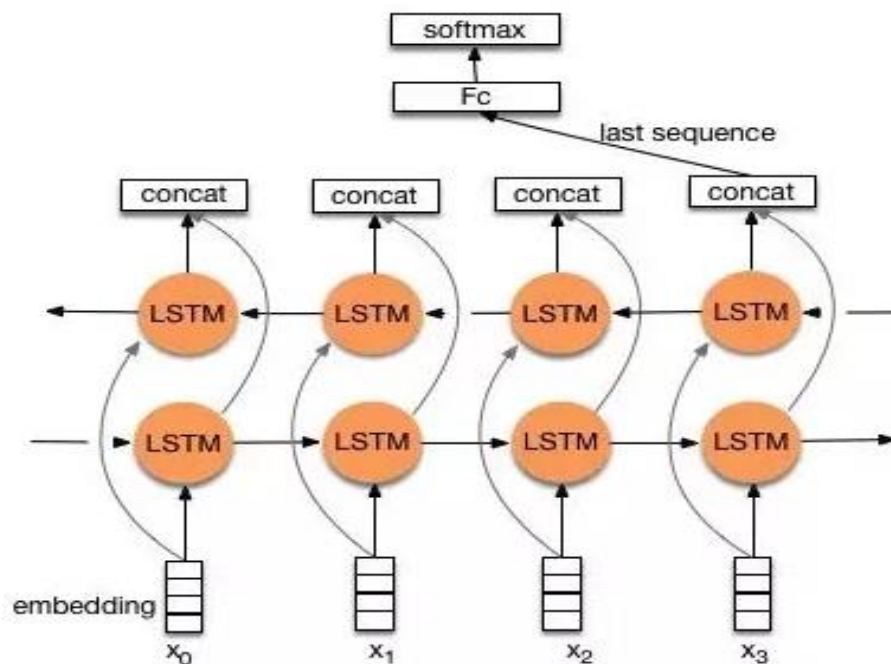 softmax
Fc
last sequence
concat concat concat concat
LSTM LSTM LSTM LSTM
LSTM LSTM LSTM LSTM
embedding
x₀ x₁ x₂ x₃